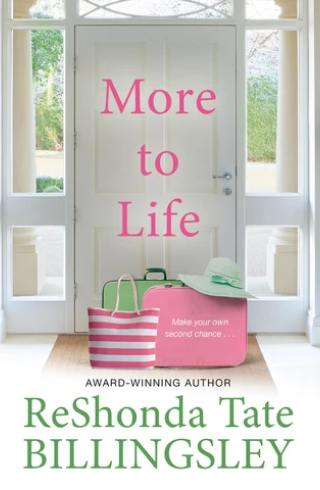 More
to
Life
Make your own
second chance . . .
AWARD-WINNING AUTHOR
ReShonda Tate
BILLINGSLEY